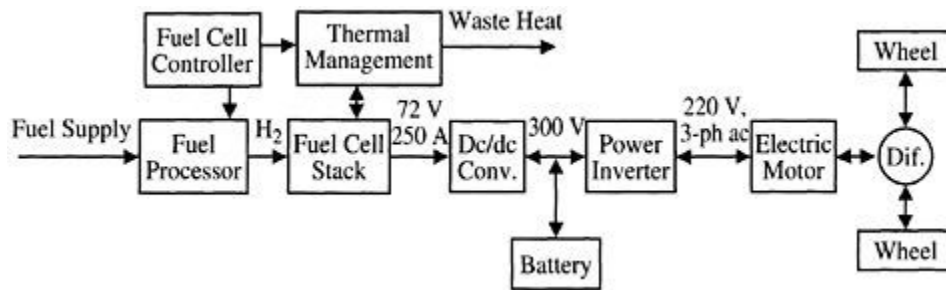 Waste Heat
Fuel Cell
Controller
Thermal
Management
Wheel
72 V
250 A
220 V,
3-ph ac
Fuel Supply
Fuel
Processor
H2
Fuel Cell
Stack
Dc/dc
Conv.
300 V
Power
Inverter
Electric
Motor
Dif.
Battery
Wheel